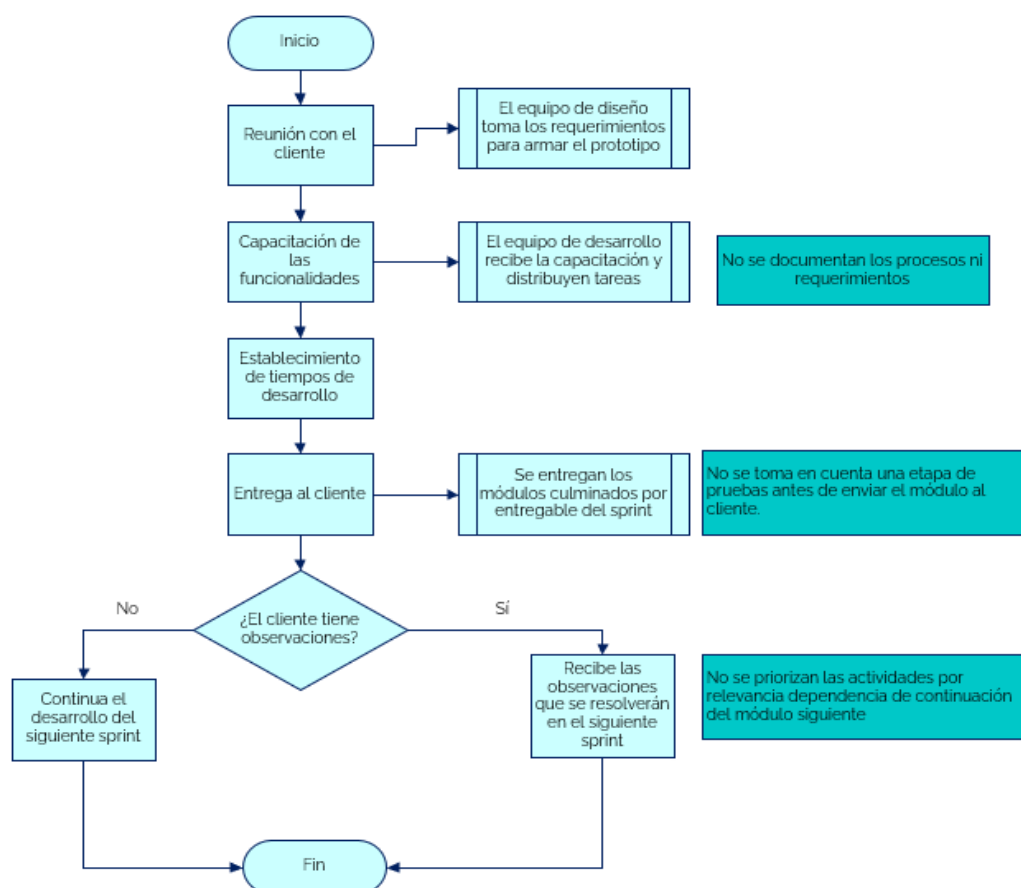 Inicio
Reunión con el
cliente
El equipo de diseño
toma los requerimientos
para armar el prototipo
Capacitación de
las
funcionalidades
El equipo de desarrollo
recibe la capacitación y
distribuyen tareas
No se documentan los procesos ni
requerimientos
Establecimiento
de tiempos de
desarrollo
Entrega al cliente
Se entregan los
módulos culminados por
entregable del sprint
No se toma en cuenta una etapa de
pruebas antes de enviar el módulo al
cliente.
¿El cliente tiene
observaciones?
No
Sí
Continua el
desarrollo del
siguiente sprint
Recibe las
observaciones
que se resolverán
en el siguiente
sprint
No se priorizan las actividades por
relevancia dependencia de continuación
del módulo siguiente
Fin